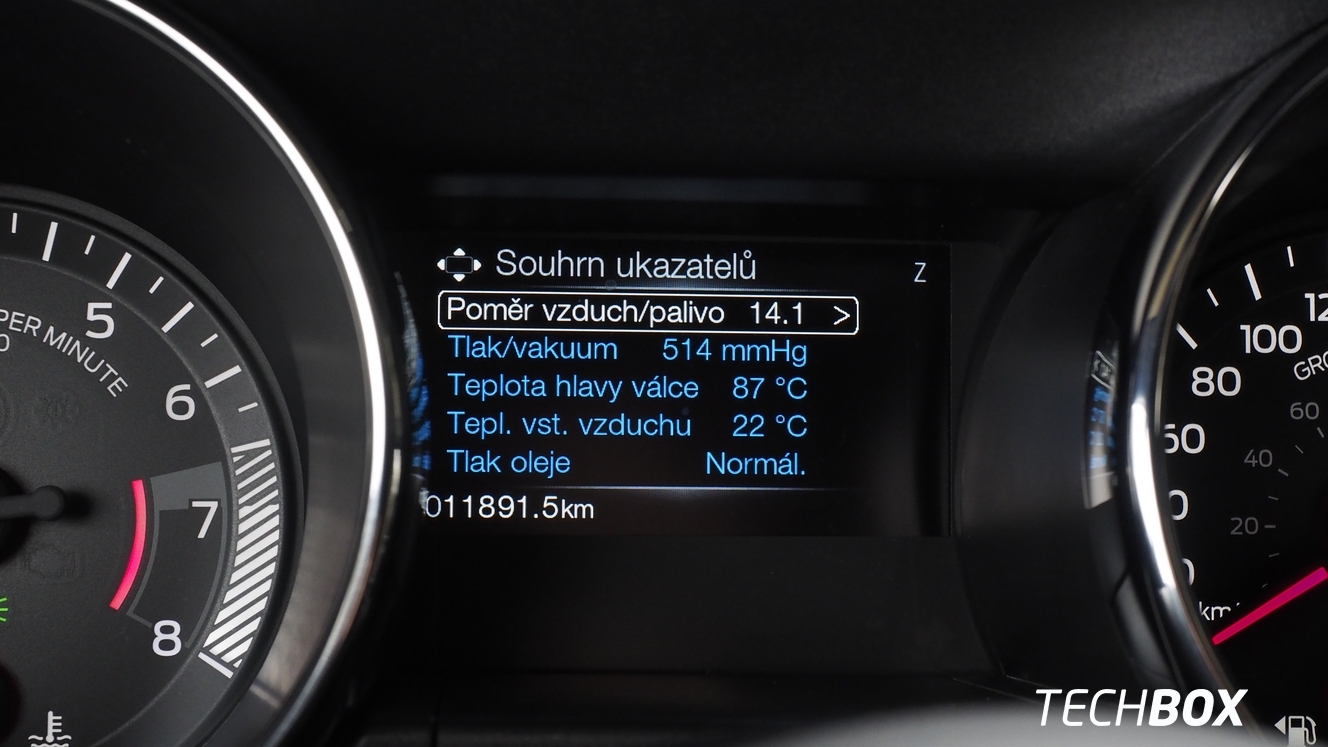 Souhrn ukazatelů
Z
Poměr vzduch/palivo 14.1 >
Tlak/vakuum 514 mmHg
Teplota hlavy válce 87 °C
Tepl. vst. vzduchu 22 °C
Tlak oleje Normál.
011891.5km
PER MINUTE
5
6
7
8
100
80
60
40
20
TECHBOX